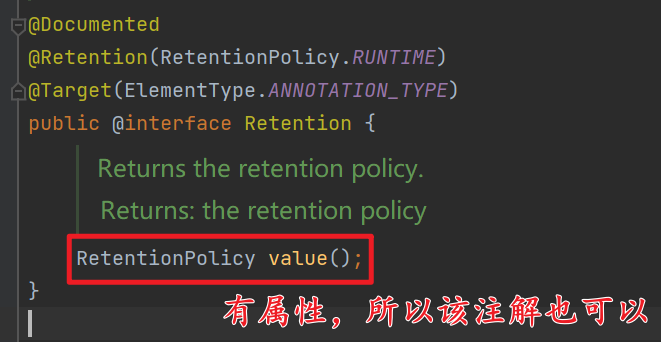 @Documented
@Retention(RetentionPolicy.RUNTIME)
@Target(ElementType.ANNOTATION_TYPE)
public @interface Retention {
Returns the retention policy.
Returns: the retention policy
RetentionPolicy value();
}
有属性，所以该注解也可以